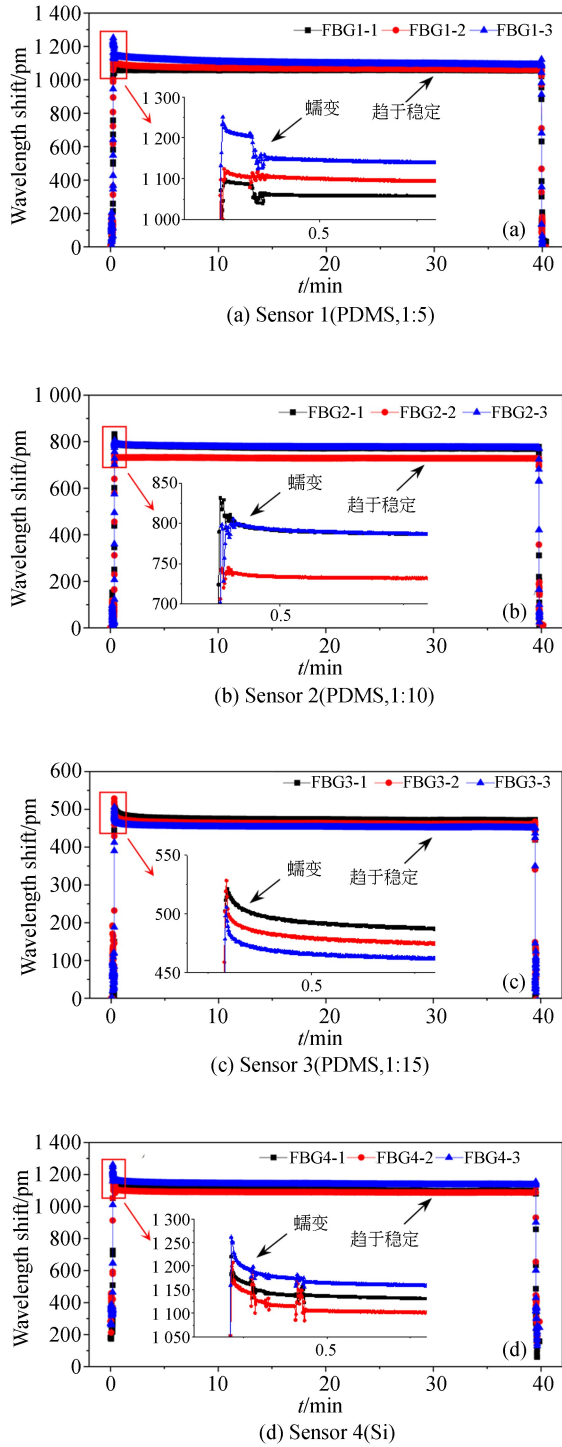 FBG1-1 FBG1-2 FBG1-3
1 200
1 000
800
600
400
200
0
Wavelength shift/pm
蠕变
趋于稳定
1 300
1 200
1 100
1 000
0.5
(a)
0 10 20 30 40
t/min
(a) Sensor 1(PDMS,1:5)
1 000
800
600
400
200
0
Wavelength shift/pm
FBG2-1 FBG2-2 FBG2-3
蠕变
趋于稳定
850
800
750
700
0.5
(b)
0 10 20 30 40
t/min
(b) Sensor 2(PDMS,1:10)
600
500
400
300
200
100
0
Wavelength shift/pm
FBG3-1 FBG3-2 FBG3-3
蠕变
趋于稳定
550
500
450
0.5
(c)
0 10 20 30 40
t/min
(c) Sensor 3(PDMS,1:15)
1 400
1 200
1 000
800
600
400
200
0
Wavelength shift/pm
FBG4-1 FBG4-2 FBG4-3
蠕变
趋于稳定
1 300
1 250
1 200
1 150
1 100
1 050
0.5
(d)
0 10 20 30 40
t/min
(d) Sensor 4(Si)